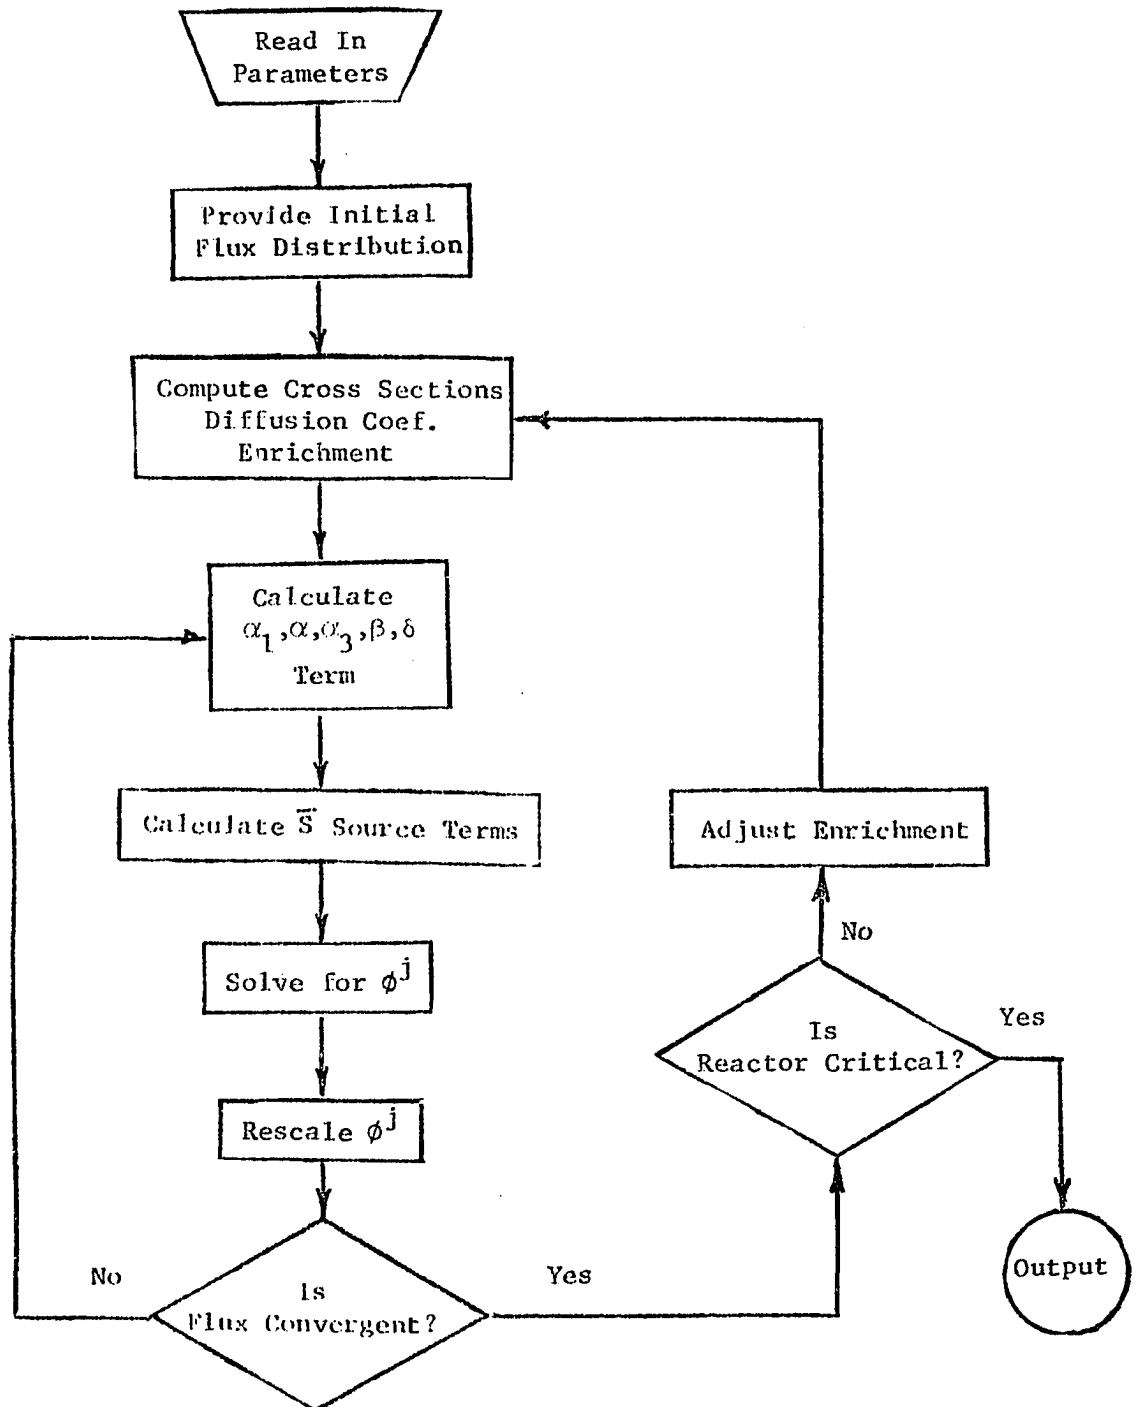 Read In
Parameters
Provide Initial
Flux Distribution
Compute Cross Sections
Diffusion Coef.
Enrichment
Calculate
α₁,α,α₃,β,δ
Term
Calculate S̅ Source Terms
Solve for ϕʲ
Rescale ϕʲ
Is
Flux Convergent?
No
Yes
Is
Reactor Critical?
No
Yes
Adjust Enrichment
Output